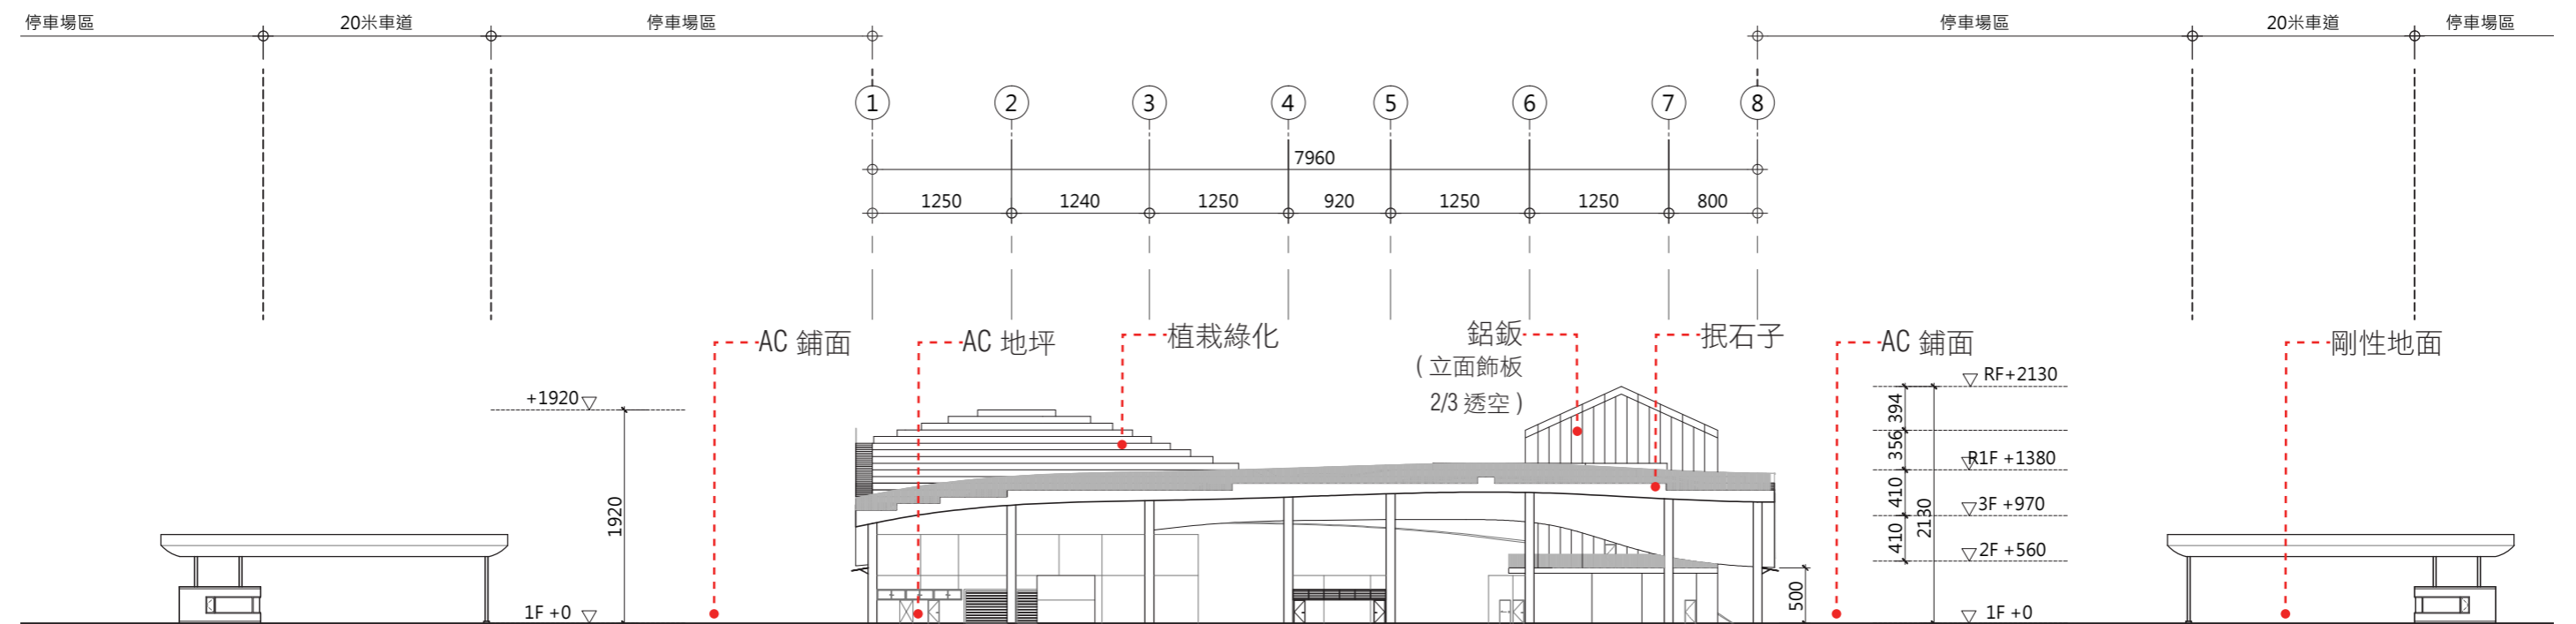 停車場區
20米車道
停車場區
停車場區
20米車道
停車場區
1
2
3
4
5
6
7
8
7960
1250
1240
1250
920
1250
1250
800
AC 鋪面
AC 地坪
植栽綠化
鋁鈑
( 立面飾板
2/3 透空 )
抿石子
AC 鋪面
剛性地面
+1920
1920
1F +0
RF+2130
394
356
R1F +1380
410
3F +970
2130
410
2F +560
500
1F +0